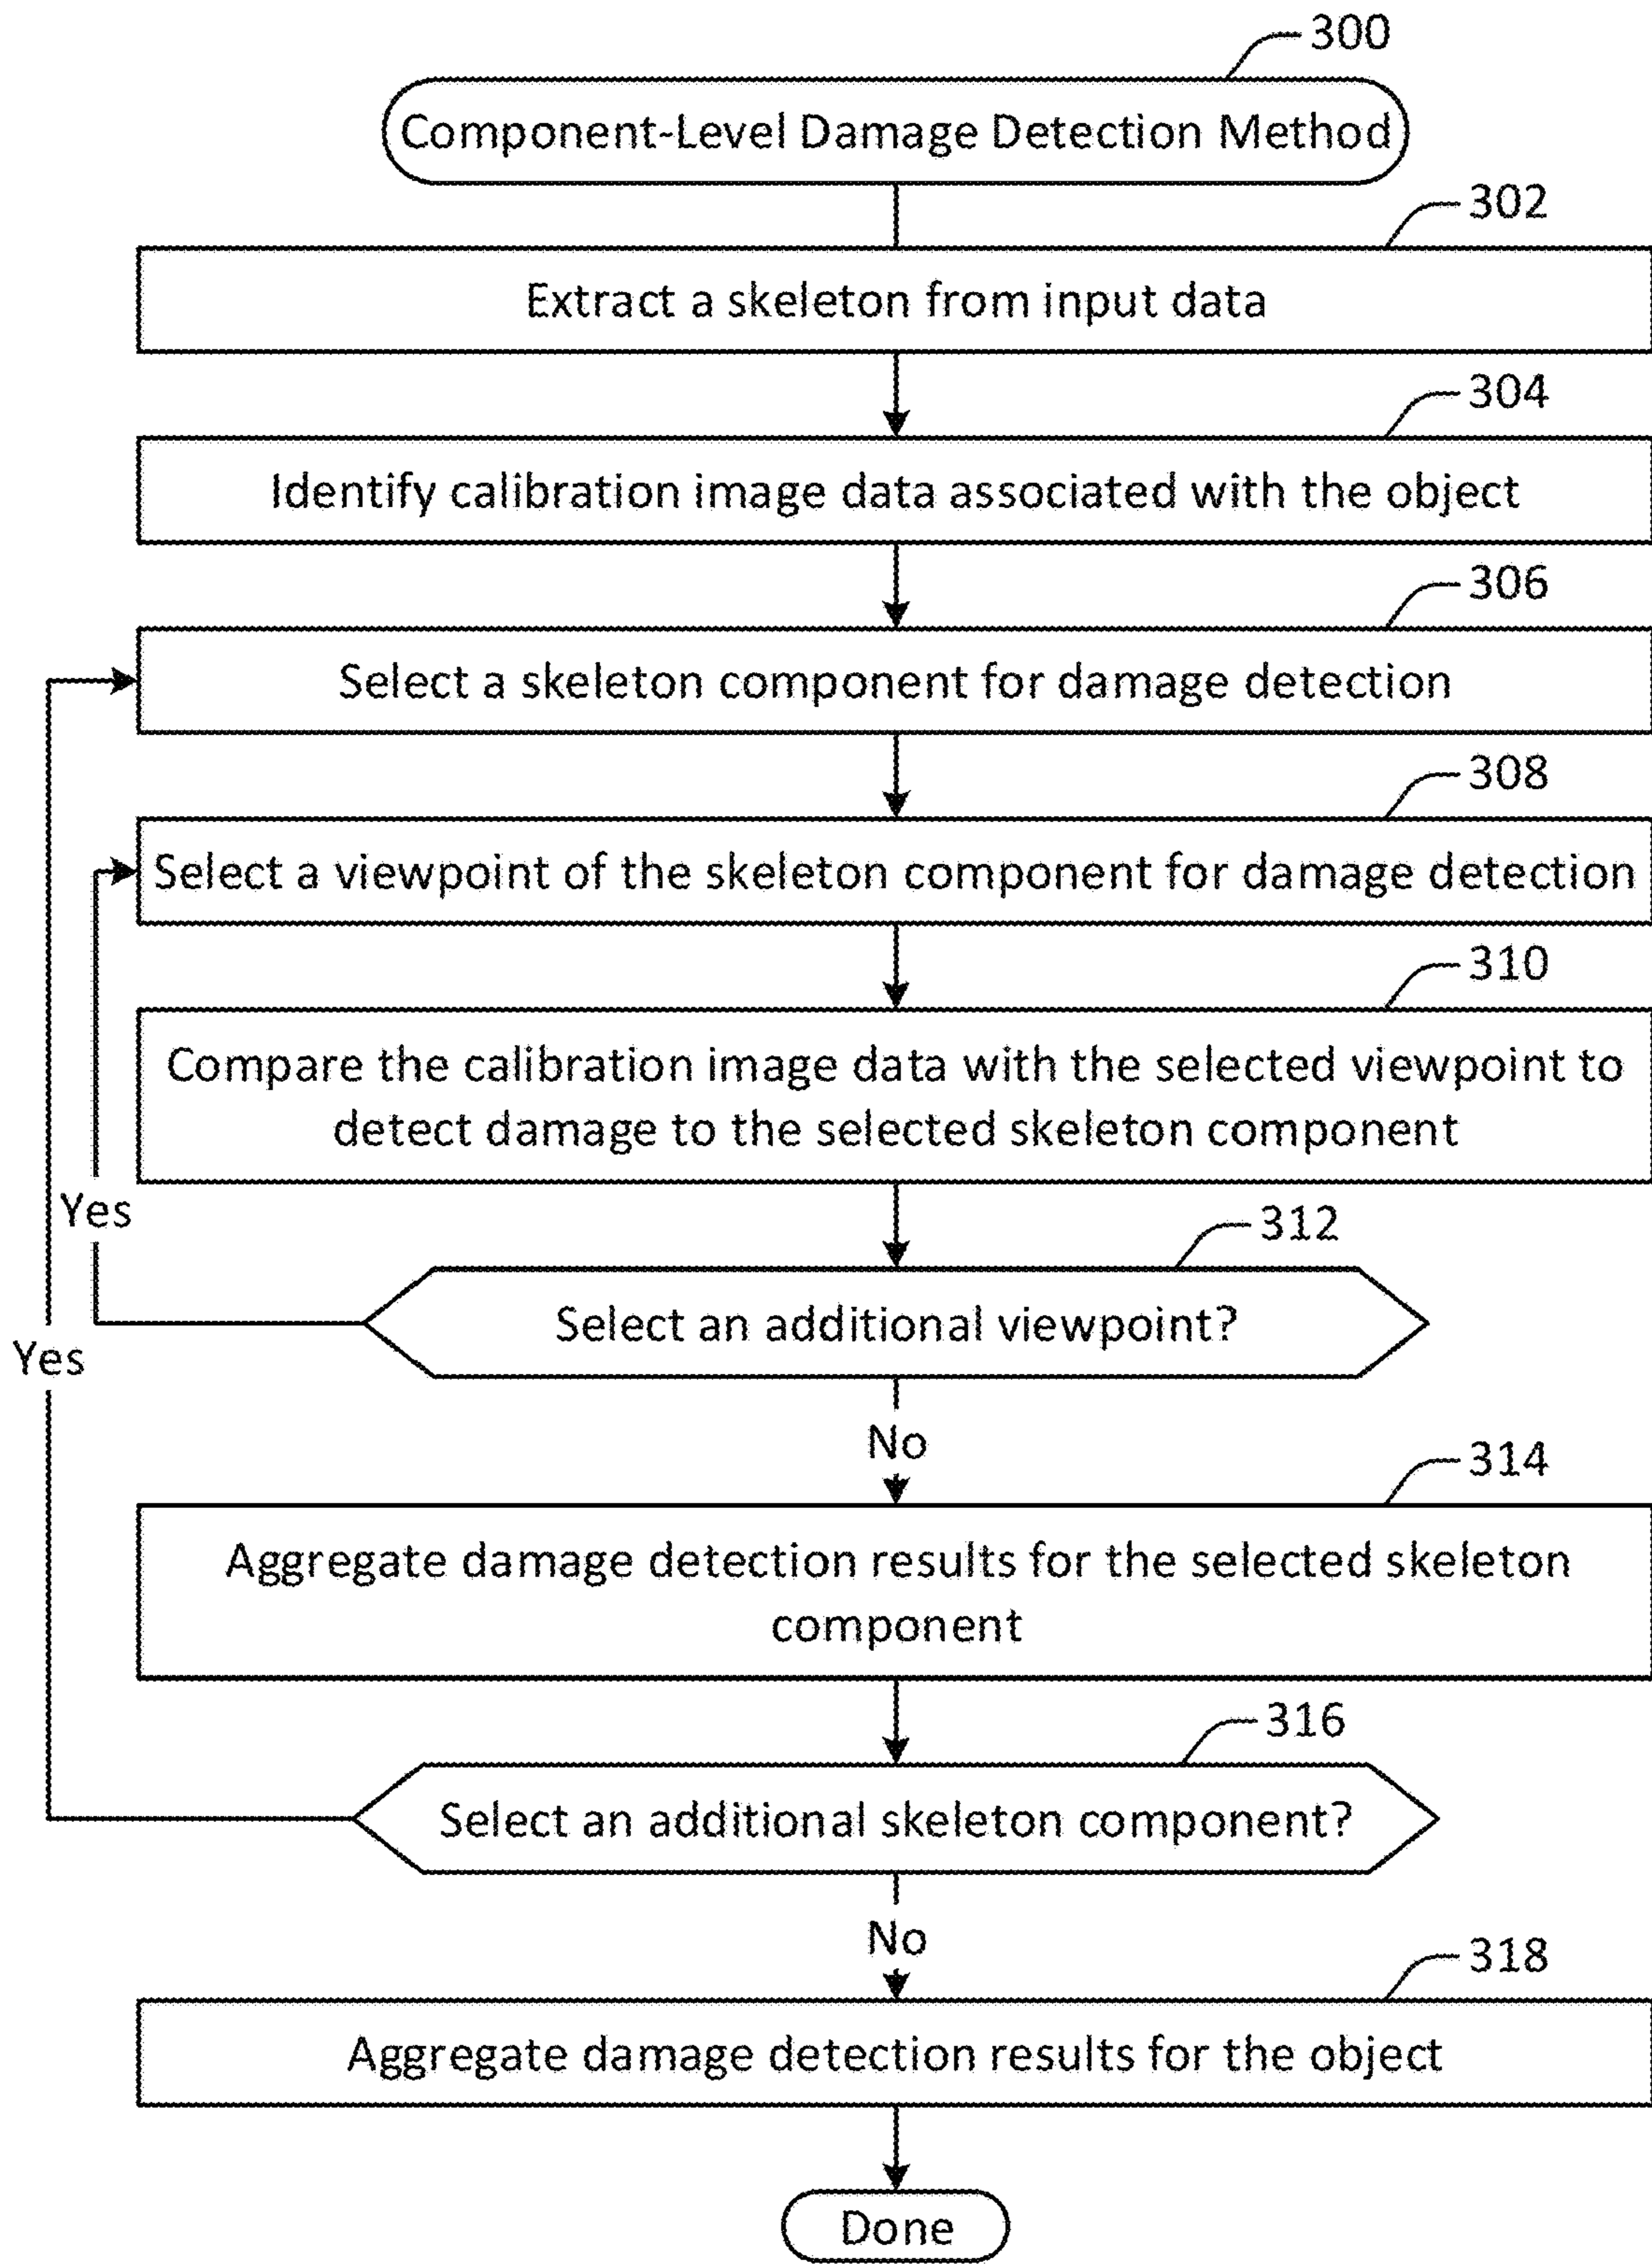 300
Component-Level Damage Detection Method
302
Extract a skeleton from input data
304
Identify calibration image data associated with the object
306
Select a skeleton component for damage detection
308
Select a viewpoint of the skeleton component for damage detection
310
Compare the calibration image data with the selected viewpoint to
detect damage to the selected skeleton component
Yes
312
Select an additional viewpoint?
Yes
No
314
Aggregate damage detection results for the selected skeleton
component
316
Select an additional skeleton component?
No
318
Aggregate damage detection results for the object
Done